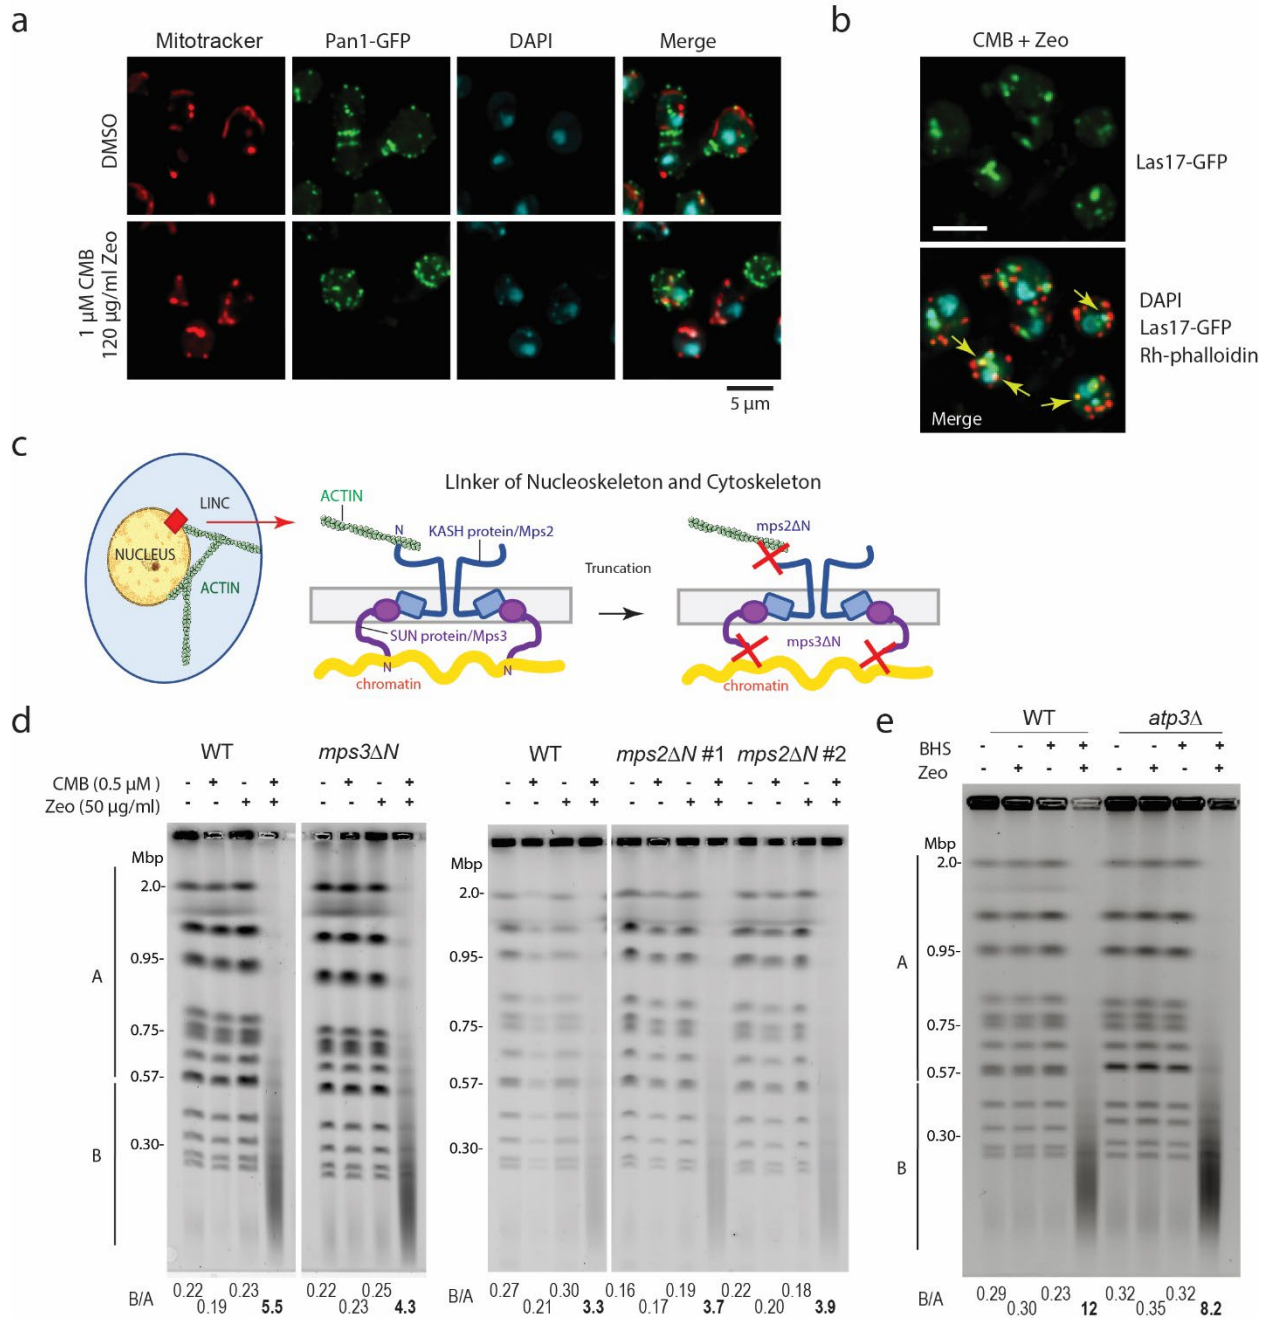 a
Mitotracker Pan1-GFP DAPI Merge
DMSO
1 μM CMB
120 μg/ml Zeo
5 μm
b
CMB + Zeo
Las17-GFP
DAPI
Las17-GFP
Rh-phalloidin
Merge
c
LInker of Nucleoskeleton and Cytoskeleton
LINC
NUCLEUS
ACTIN
ACTIN
N
KASH protein/Mps2
SUN protein/Mps3
N
N
chromatin
Truncation
mps2ΔN
mps3ΔN
chromatin
d
WT mps3ΔN
CMB (0.5 μM ) - + - + - + - +
Zeo (50 μg/ml) - - + + - - + +
Mbp
2.0-
0.95-
0.75-
0.57-
0.30-
A
B
B/A 0.22 0.19 0.23 5.5 0.22 0.23 0.25 4.3
WT mps2ΔN #1 mps2ΔN #2
- + - + - + - + - + - +
- - + + - - + + - - + +
Mbp
2.0-
0.95-
0.75-
0.57-
0.30-
B/A 0.27 0.21 0.30 3.3 0.16 0.17 0.19 3.7 0.22 0.20 0.18 3.9
e
WT atp3Δ
BHS - - + + - - + +
Zeo - + - + - + - +
Mbp
2.0-
0.95-
0.75-
0.57-
0.30-
A
B
B/A 0.29 0.30 0.23 12 0.32 0.35 0.32 8.2